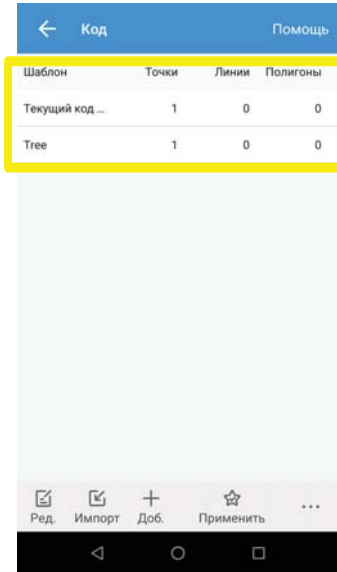 Код Помощь
Шаблон Точки Линии Полигоны
Текущий код ... 1 0 0
Tree 1 0 0
Ред. Импорт Доб. Применить ...